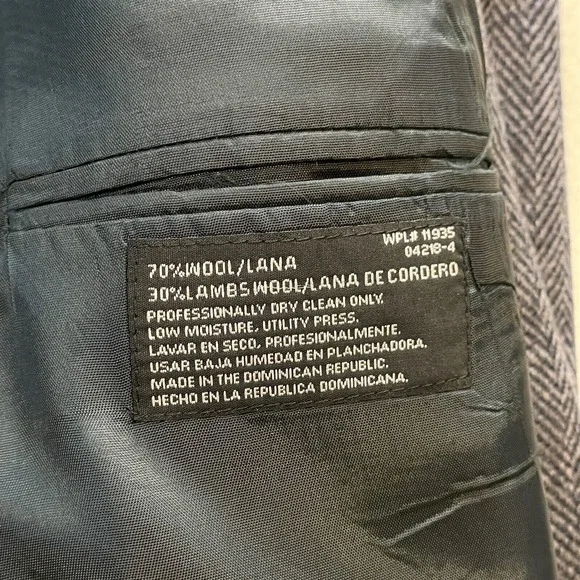 WPL# 11935
04218-4
70%WOOL/LANA
30%LAMBSWOOL/LANA DE CORDERO
PROFESSIONALLY DRY CLEAN ONLY.
LOW MOISTURE, UTILITY PRESS.
LAVAR EN SECO, PROFESIONALMENTE.
USAR BAJA HUMEDAD EN PLANCHADORA.
MADE IN THE DOMINICAN REPUBLIC.
HECHO EN LA REPUBLICA DOMINICANA.